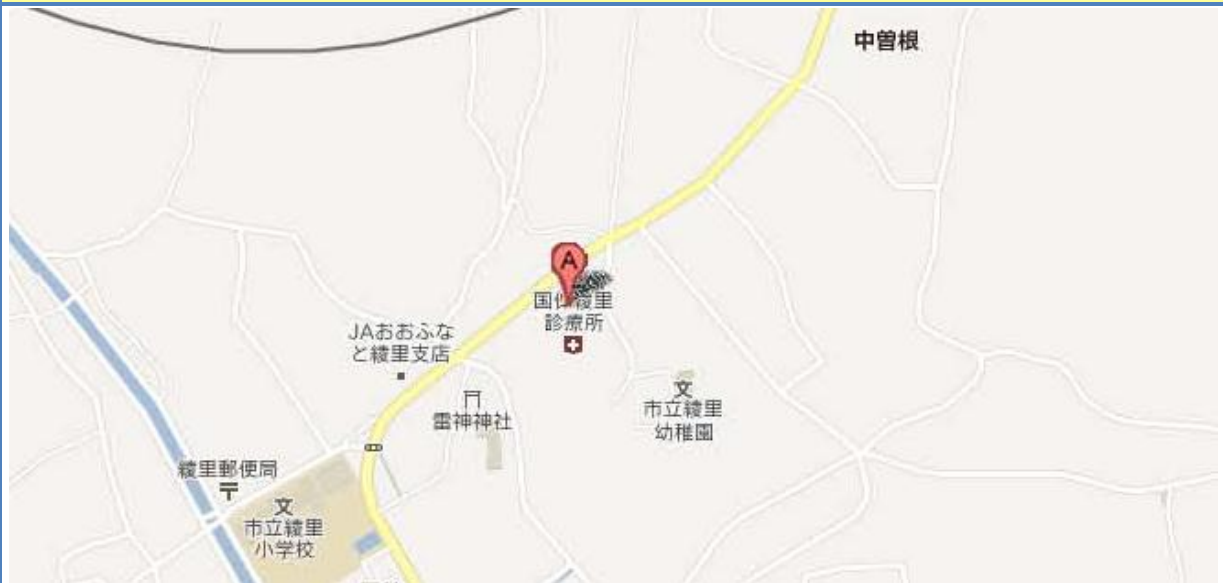 中曽根
A
国保綾里
診療所
JAおおふな
と綾里支店
雷神神社
文
市立綾里
幼稚園
綾里郵便局
〒
文
市立綾里
小学校